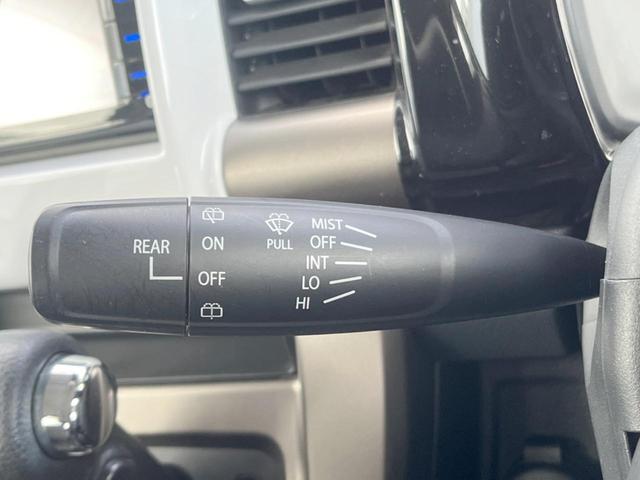 REAR
ON
OFF
PULL
MIST
OFF
INT
LO
HI